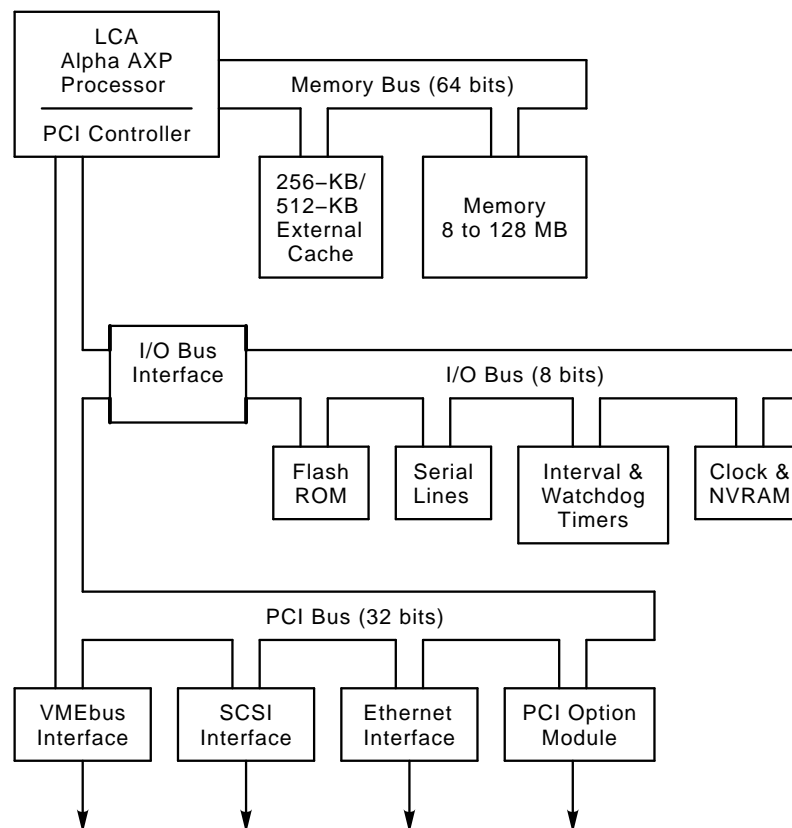 LCA
Alpha AXP
Processor
PCI Controller
Memory Bus (64 bits)
256–KB/
512–KB
External
Cache
Memory
8 to 128 MB
I/O Bus
Interface
I/O Bus (8 bits)
Flash
ROM
Serial
Lines
Interval &
Watchdog
Timers
Clock &
NVRAM
PCI Bus (32 bits)
VMEbus
Interface
SCSI
Interface
Ethernet
Interface
PCI Option
Module